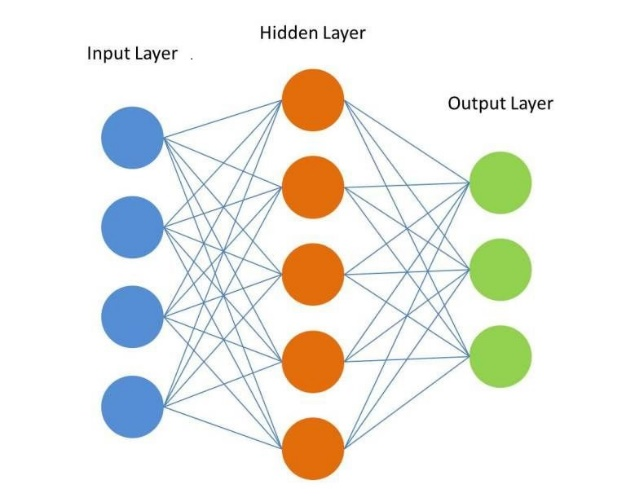 Hidden Layer
Input Layer .
Output Layer